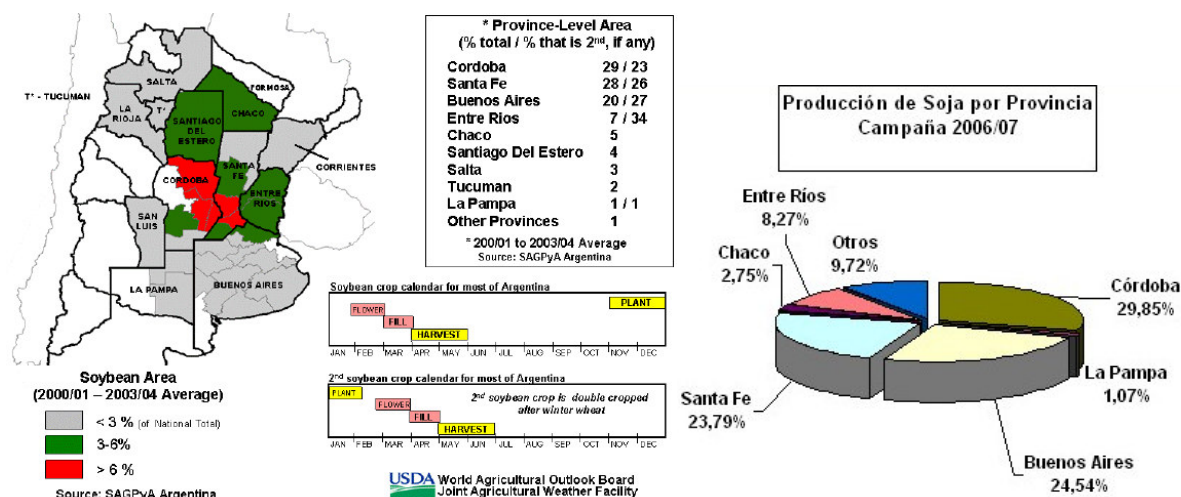 SALTA
T* - TUCUMAN
T*
FORMOSA
LA
RIOJA
SANTIAGO
DEL
ESTERO
CHACO
CORRIENTES
CORDOBA
SANTA
FE
ENTRE
RIOS
SAN
LUIS
LA PAMPA
BUENOS AIRES
Soybean Area
(2000/01 – 2003/04 Average)
< 3 % (of National Total)
3-6%
> 6 %
Source: SAGPyA Argentina
* Province-Level Area
(% total / % that is 2nd, if any)
Cordoba 29 / 23
Santa Fe 28 / 26
Buenos Aires 20 / 27
Entre Rios 7 / 34
Chaco 5
Santiago Del Estero 4
Salta 3
Tucuman 2
La Pampa 1 / 1
Other Provinces 1
* 200/01 to 2003/04 Average
Source: SAGPyA Argentina
Soybean crop calendar for most of Argentina
PLANT
FLOWER
FILL
HARVEST
JAN FEB MAR APR MAY JUN JUL AUG SEP OCT NOV DEC
2nd soybean crop calendar for most of Argentina
PLANT
FLOWER
FILL
HARVEST
2nd soybean crop is double cropped
after winter wheat
JAN FEB MAR APR MAY JUN JUL AUG SEP OCT NOV DEC
USDA World Agricultural Outlook Board
Joint Agricultural Weather Facility
Producción de Soja por Provincia
Campaña 2006/07
Entre Ríos
8,27%
Otros
9,72%
Chaco
2,75%
Córdoba
29,85%
La Pampa
1,07%
Santa Fe
23,79%
Buenos Aires
24,54%